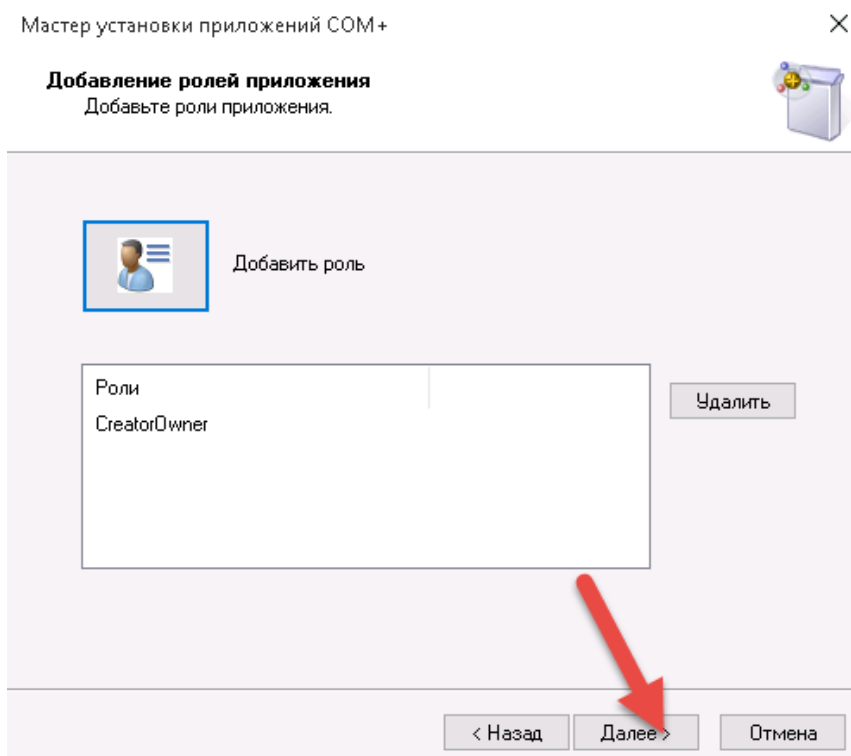 Мастер установки приложений COM+
Добавление ролей приложения
Добавьте роли приложения.
Добавить роль
Роли
CreatorOwner
Удалить
< Назад
Далее >
Отмена